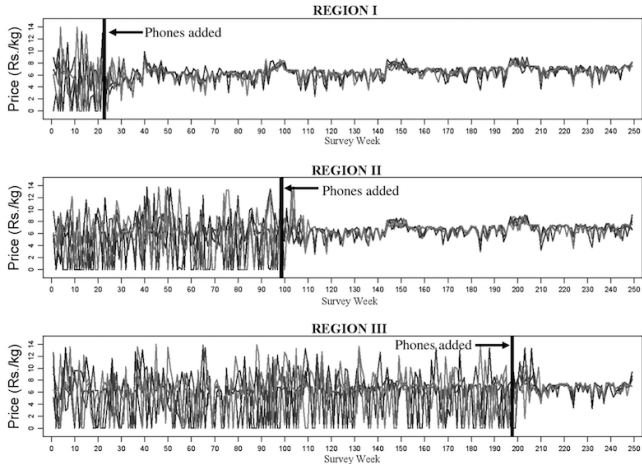 REGION I
Phones added
Price (Rs./kg)
0 2 4 6 8 10 12 14
0 10 20 30 40 50 60 70 80 90 100 110 120 130 140 150 160 170 180 190 200 210 220 230 240 250
Survey Week
REGION II
Phones added
Price (Rs./kg)
0 2 4 6 8 10 12 14
0 10 20 30 40 50 60 70 80 90 100 110 120 130 140 150 160 170 180 190 200 210 220 230 240 250
Survey Week
REGION III
Phones added
Price (Rs./kg)
0 2 4 6 8 10 12 14
0 10 20 30 40 50 60 70 80 90 100 110 120 130 140 150 160 170 180 190 200 210 220 230 240 250
Survey Week